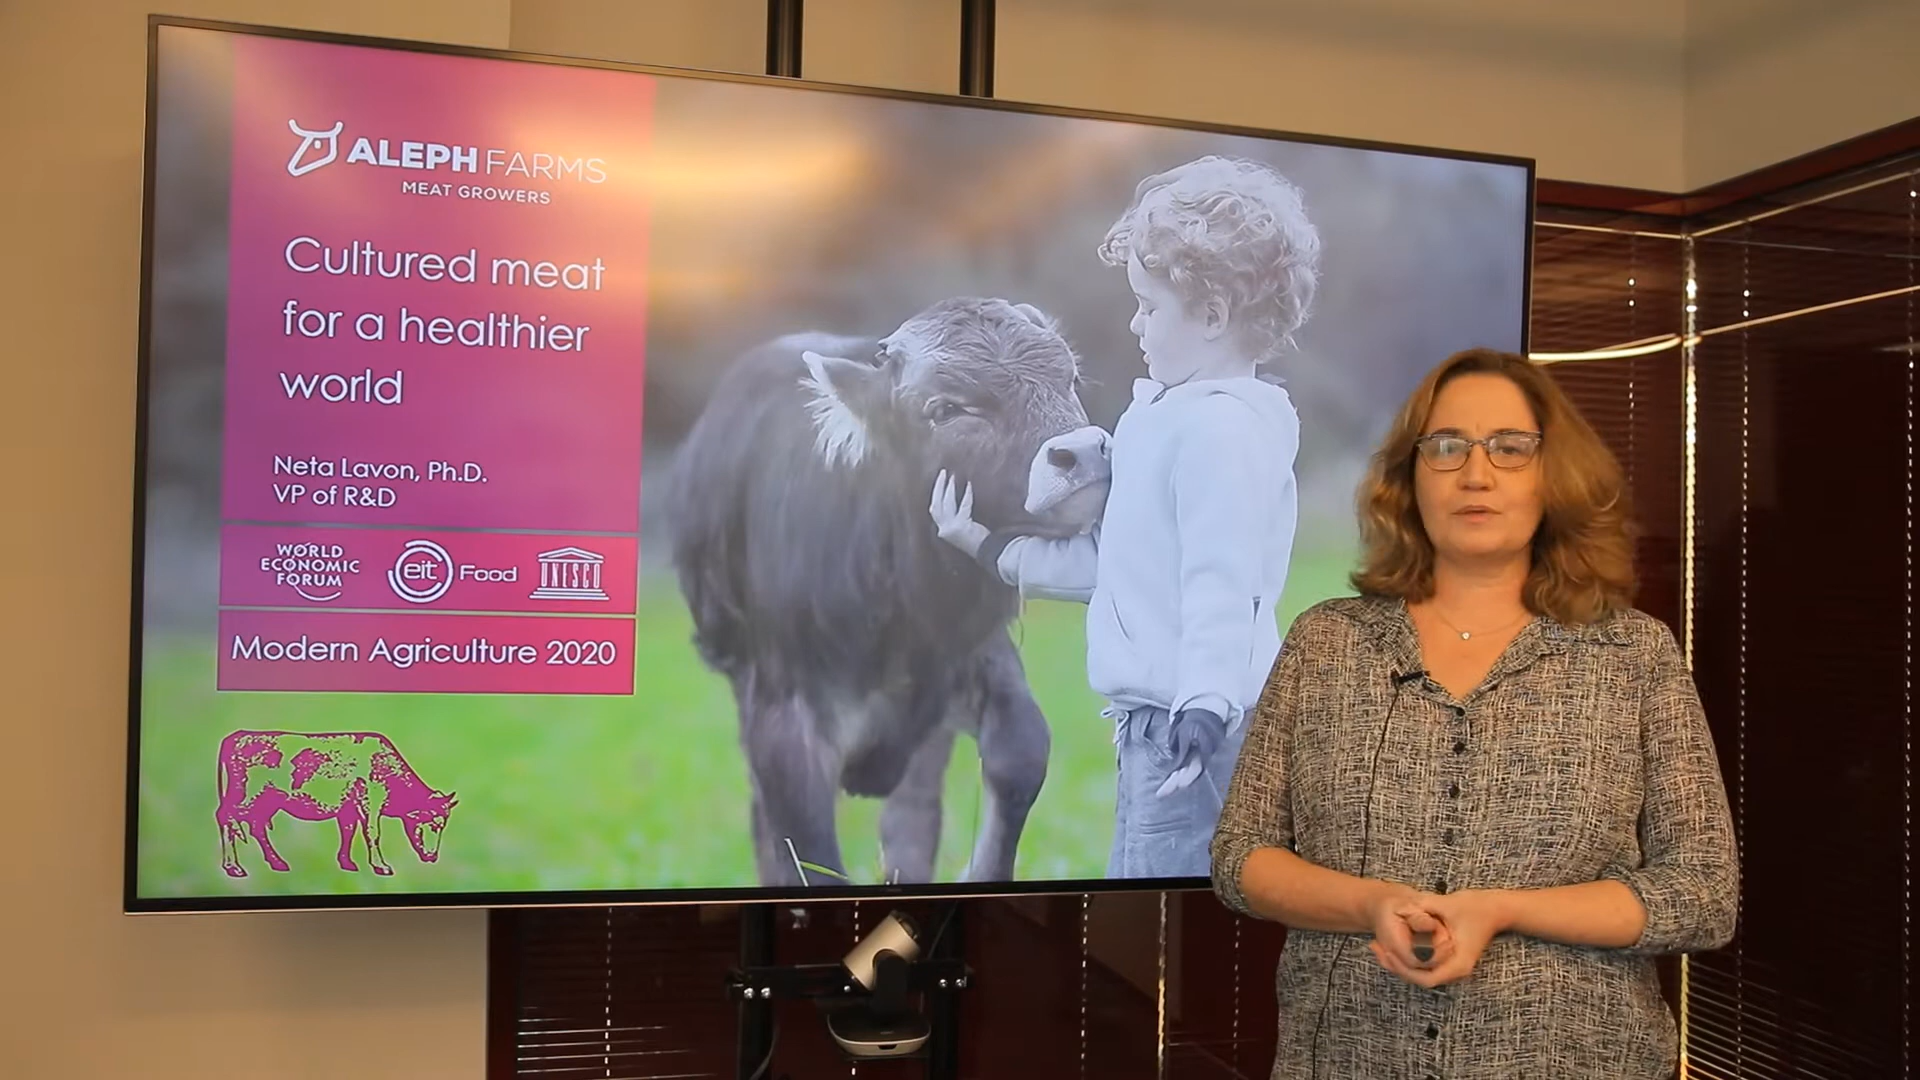 ALEPH FARMS
MEAT GROWERS
Cultured meat
for a healthier
world
Neta Lavon, Ph.D.
VP of R&D
WORLD
ECONOMIC
FORUM
eit Food
UNESCO
Modern Agriculture 2020